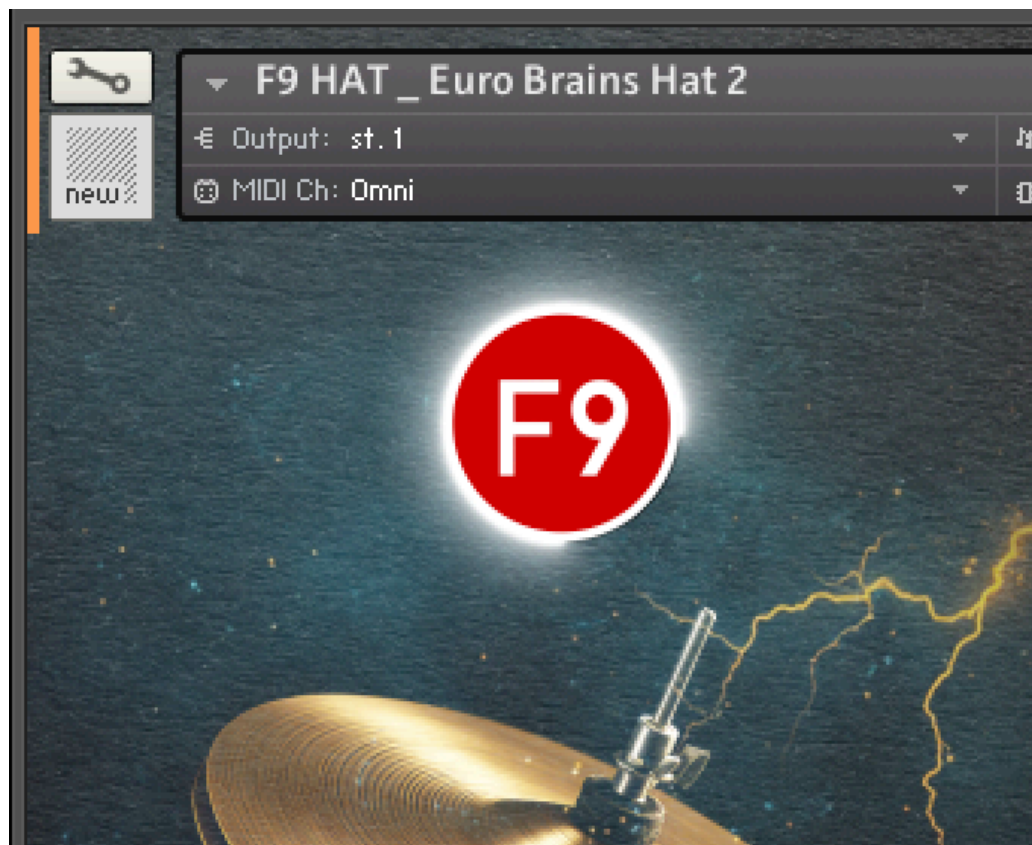 F9 HAT _ Euro Brains Hat 2
Output: st. 1
MIDI Ch: Omni
new
F9